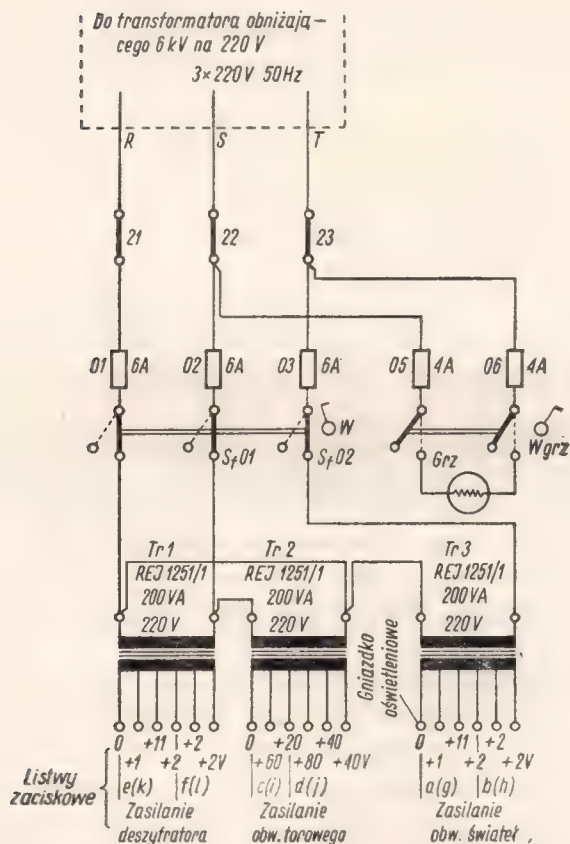 Do transformatora obniżają-
cego 6 kV na 220 V
3×220V 50Hz
R S T
21 22 23
01 6A 02 6A 03 6A 05 4A 06 4A
W Wgrz
Sf01 Sf02 Grz
Tr 1 Tr 2 Tr 3
REJ 1251/1 REJ 1251/1 REJ 1251/1
200 VA 200 VA 200 VA
220 V 220 V 220 V
Gniazdko
oświetleniowe
0 +11 +2 0 +20 +40 0 +11 +2
+1 +2 +2V +60 +80 +40V +1 +2 +2V
Listwy
zaciskowe
e(k) f(l) c(i) d(j) a(g) b(h)
Zasilanie Zasilanie Zasilanie
deszyfratora obw. torowego obw. świateł